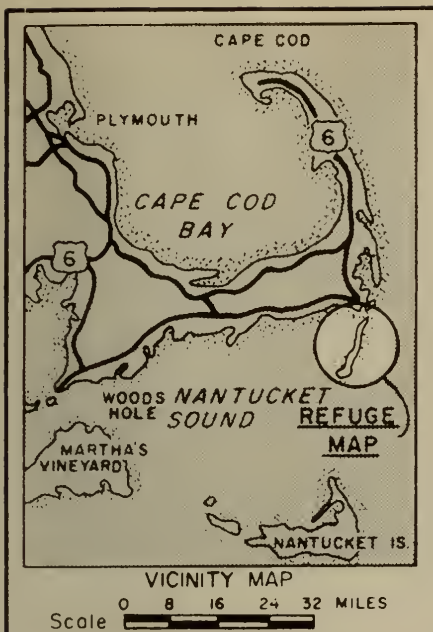 CAPE COD
PLYMOUTH
6
CAPE COD
BAY
6
WOODS
HOLE
NANTUCKET
SOUND
REFUGE
MAP
MARTHA'S
VINEYARD
NANTUCKET IS.
VICINITY MAP
Scale 0 8 16 24 32 MILES